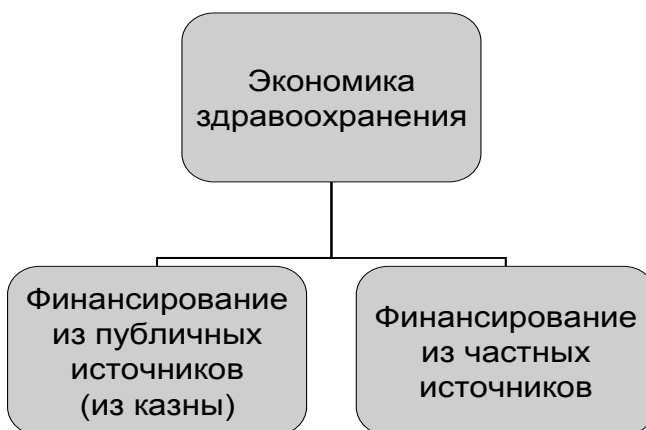 Экономика
здравоохранения
Финансирование
из публичных
источников
(из казны)
Финансирование
из частных
источников